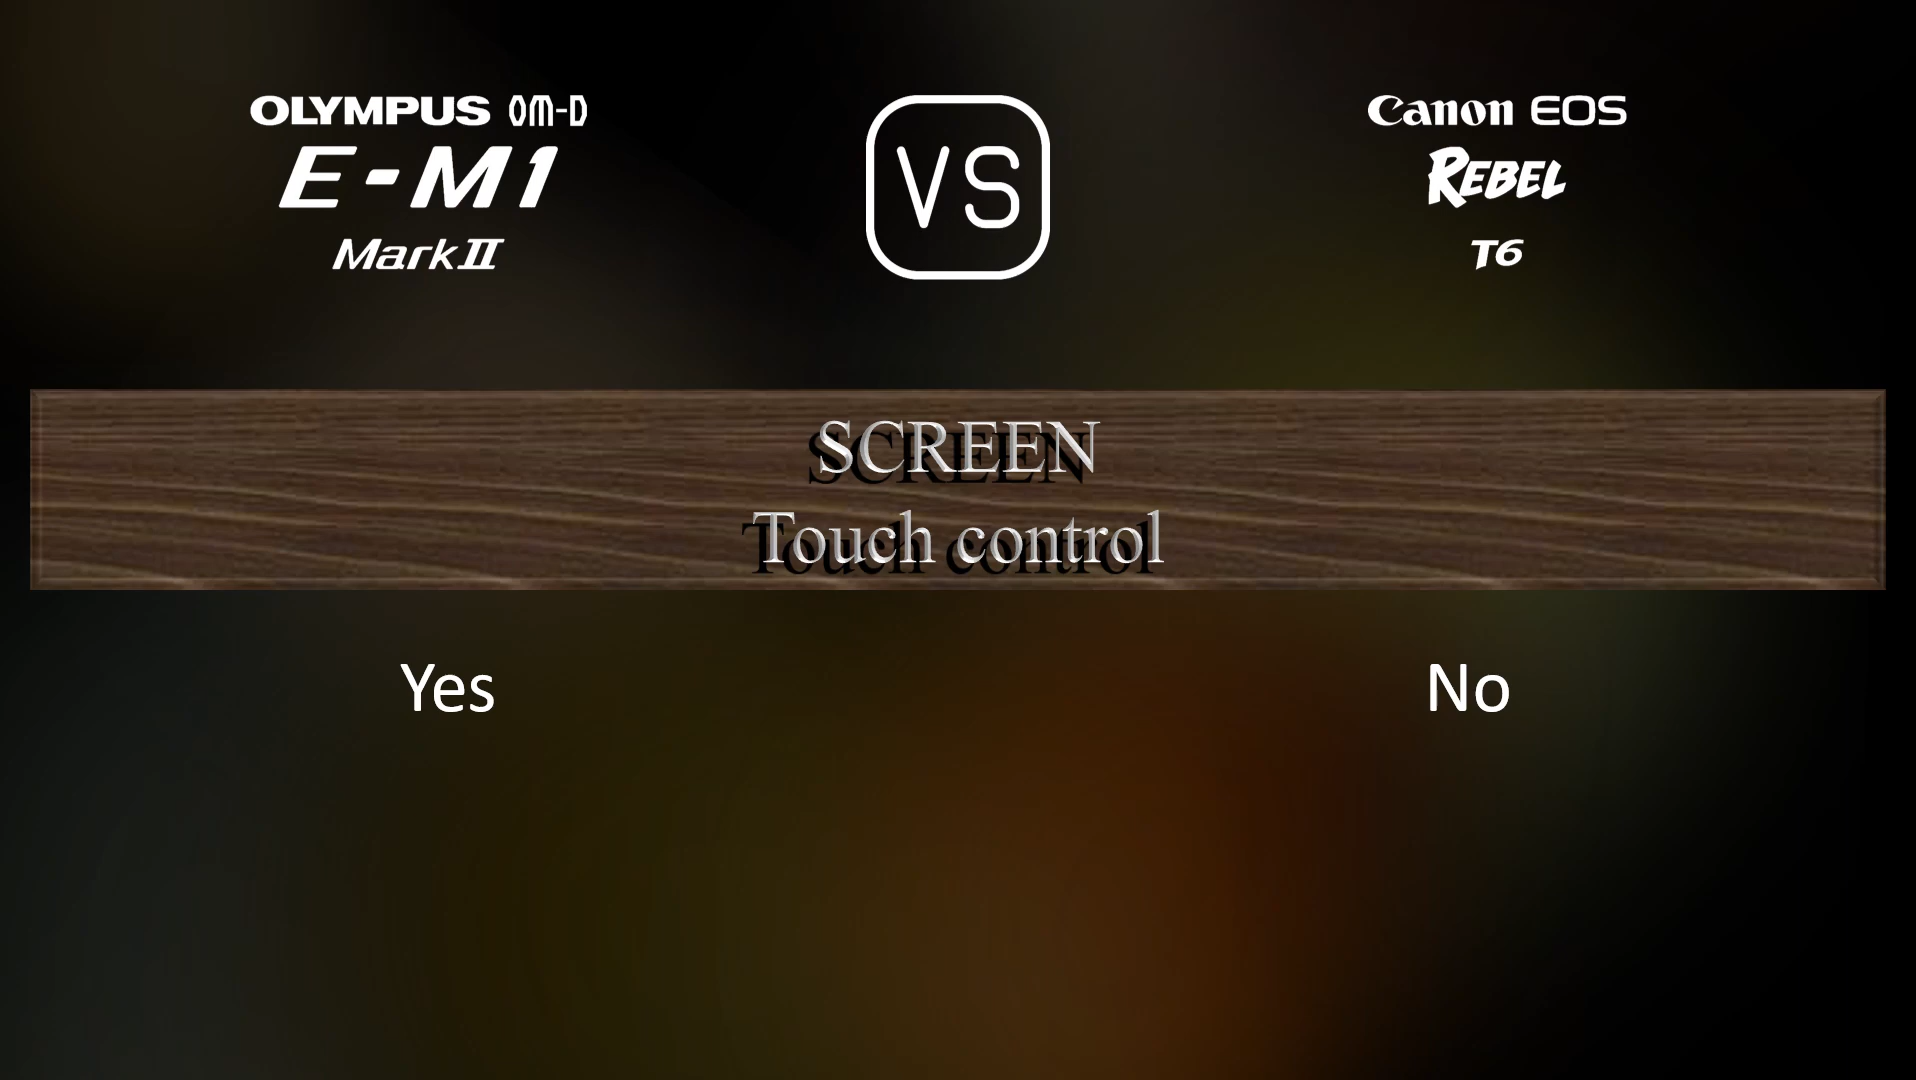 OLYMPUS OM-D
E-M1
Mark II
VS
Canon EOS
REBEL
T6
SCREEN
Touch control
Yes
No